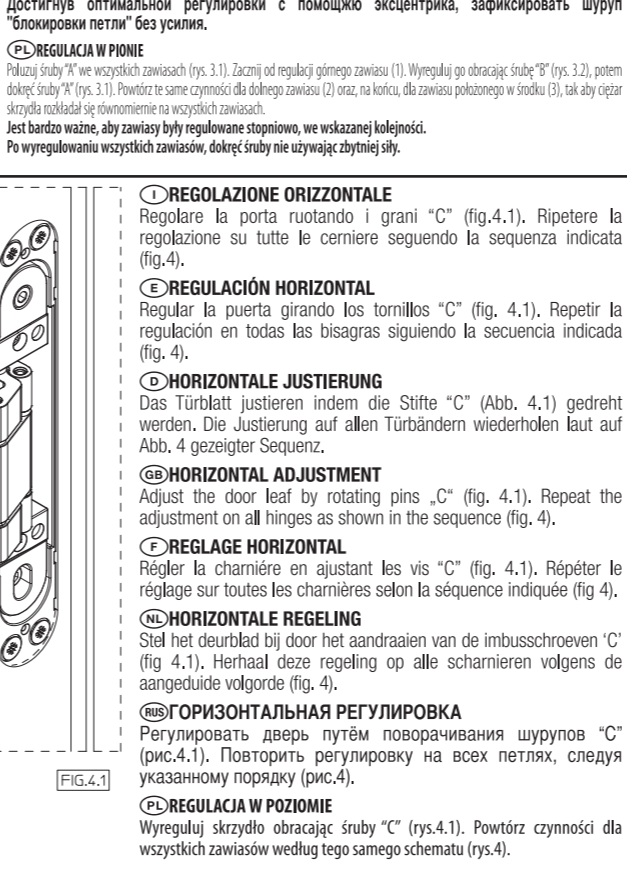 Достигнув оптимальной регулировки с помощжю эксцентрика, зафиксировать шуруп
"блокировки петли" без усилия.
PL REGULACJA W PIONIE
Poluzuj śruby "A" we wszystkich zawiasach (rys. 3.1). Zacznij od regulacji górnego zawiasu (1). Wyreguluj go obracając śrubę "B" (rys. 3.2), potem
dokręć śruby "A" (rys. 3.1). Powtórz te same czynności dla dolnego zawiasu (2) oraz, na końcu, dla zawiasu położonego w środku (3), tak aby ciężar
skrzydła rozkładał się równomiernie na wszystkich zawiasach.
Jest bardzo ważne, aby zawiasy były regulowane stopniowo, we wskazanej kolejności.
Po wyregulowaniu wszystkich zawiasów, dokręć śruby nie używając zbytniej siły.
I REGOLAZIONE ORIZZONTALE
Regolare la porta ruotando i grani "C" (fig.4.1). Ripetere la
regolazione su tutte le cerniere seguendo la sequenza indicata
(fig.4).
E REGULACIÓN HORIZONTAL
Regular la puerta girando los tornillos "C" (fig. 4.1). Repetir la
regulación en todas las bisagras siguiendo la secuencia indicada
(fig. 4).
D HORIZONTALE JUSTIERUNG
Das Türblatt justieren indem die Stifte "C" (Abb. 4.1) gedreht
werden. Die Justierung auf allen Türbändern wiederholen laut auf
Abb. 4 gezeigter Sequenz.
GB HORIZONTAL ADJUSTMENT
Adjust the door leaf by rotating pins „C“ (fig. 4.1). Repeat the
adjustment on all hinges as shown in the sequence (fig. 4).
F REGLAGE HORIZONTAL
Régler la charniére en ajustant les vis "C" (fig. 4.1). Répéter le
réglage sur toutes les charnières selon la séquence indiquée (fig 4).
NL HORIZONTALE REGELING
Stel het deurblad bij door het aandraaien van de imbusschroeven 'C'
(fig 4.1). Herhaal deze regeling op alle scharnieren volgens de
aangeduide volgorde (fig. 4).
RUS ГОРИЗОНТАЛЬНАЯ РЕГУЛИРОВКА
Регулировать дверь путём поворачивания шурупов "C"
(рис.4.1). Повторить регулировку на всех петлях, следуя
указанному порядку (рис.4).
FIG.4.1
PL REGULACJA W POZIOMIE
Wyreguluj skrzydło obracając śruby "C" (rys.4.1). Powtórz czynności dla
wszystkich zawiasów według tego samego schematu (rys.4).